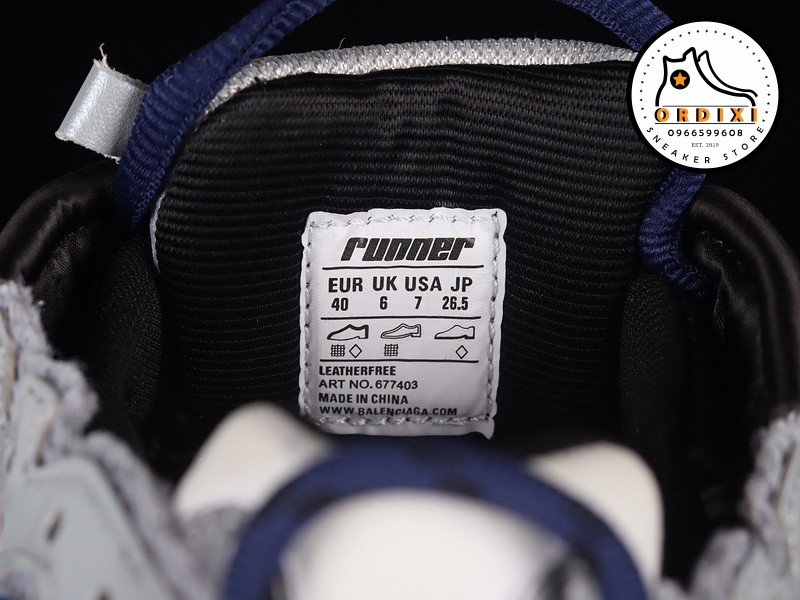 ORDIXI
0966599608
EST. 2019
SNEAKER STORE
runner
EUR UK USA JP
40 6 7 26.5
LEATHERFREE
ART NO. 677403
MADE IN CHINA
WWW.BALENCIAGA.COM